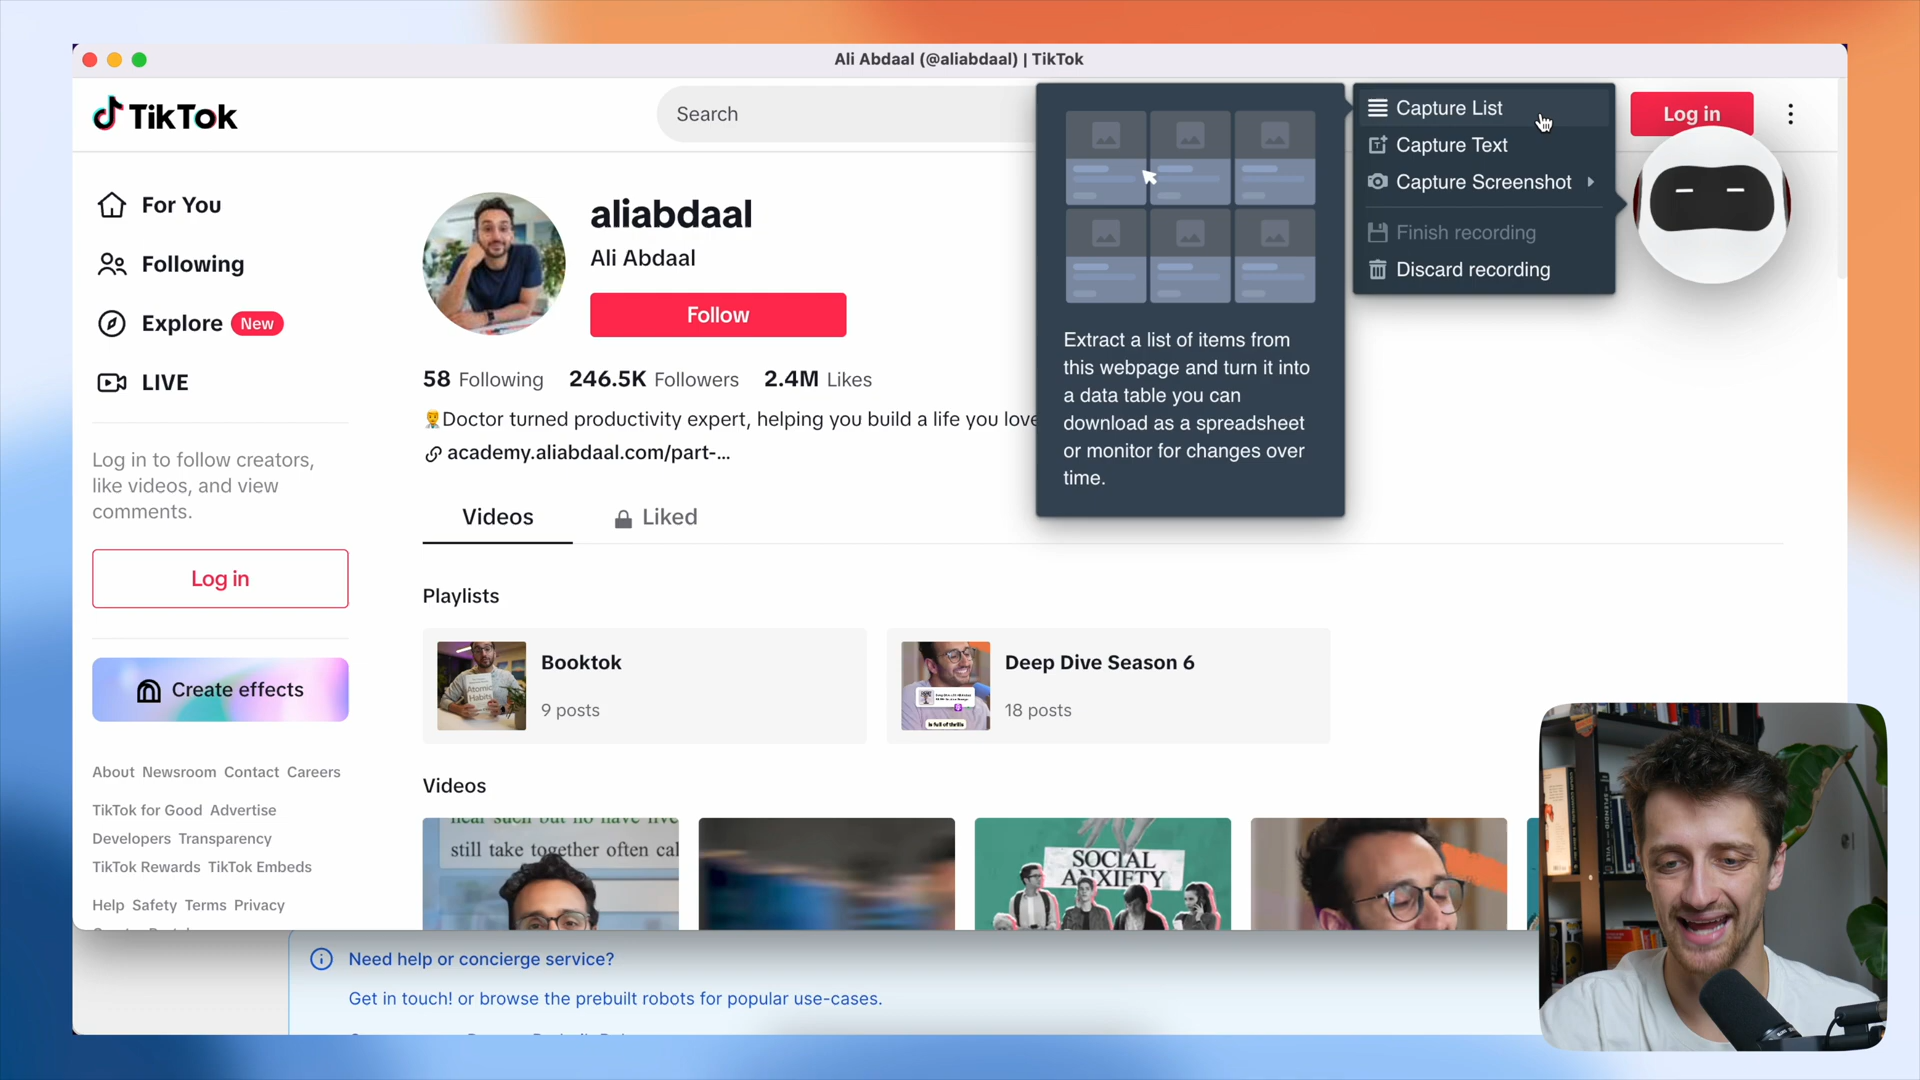 Ali Abdaal (@aliabdaal) | TikTok
TikTok
Search
Log in
Capture List
Capture Text
Capture Screenshot
Finish recording
Discard recording
Extract a list of items from
this webpage and turn it into
a data table you can
download as a spreadsheet
or monitor for changes over
time.
For You
Following
Explore New
LIVE
Log in to follow creators,
like videos, and view
comments.
Log in
Create effects
About Newsroom Contact Careers
TikTok for Good Advertise
Developers Transparency
TikTok Rewards TikTok Embeds
Help Safety Terms Privacy
aliabdaal
Ali Abdaal
Follow
58 Following 246.5K Followers 2.4M Likes
Doctor turned productivity expert, helping you build a life you love
academy.aliabdaal.com/part-...
Videos Liked
Playlists
Booktok
9 posts
Atomic
Habits
Deep Dive Season 6
18 posts
is full of thrills
Videos
still take together often cal
SOCIAL
ANXIETY
Need help or concierge service?
Get in touch! or browse the prebuilt robots for popular use-cases.